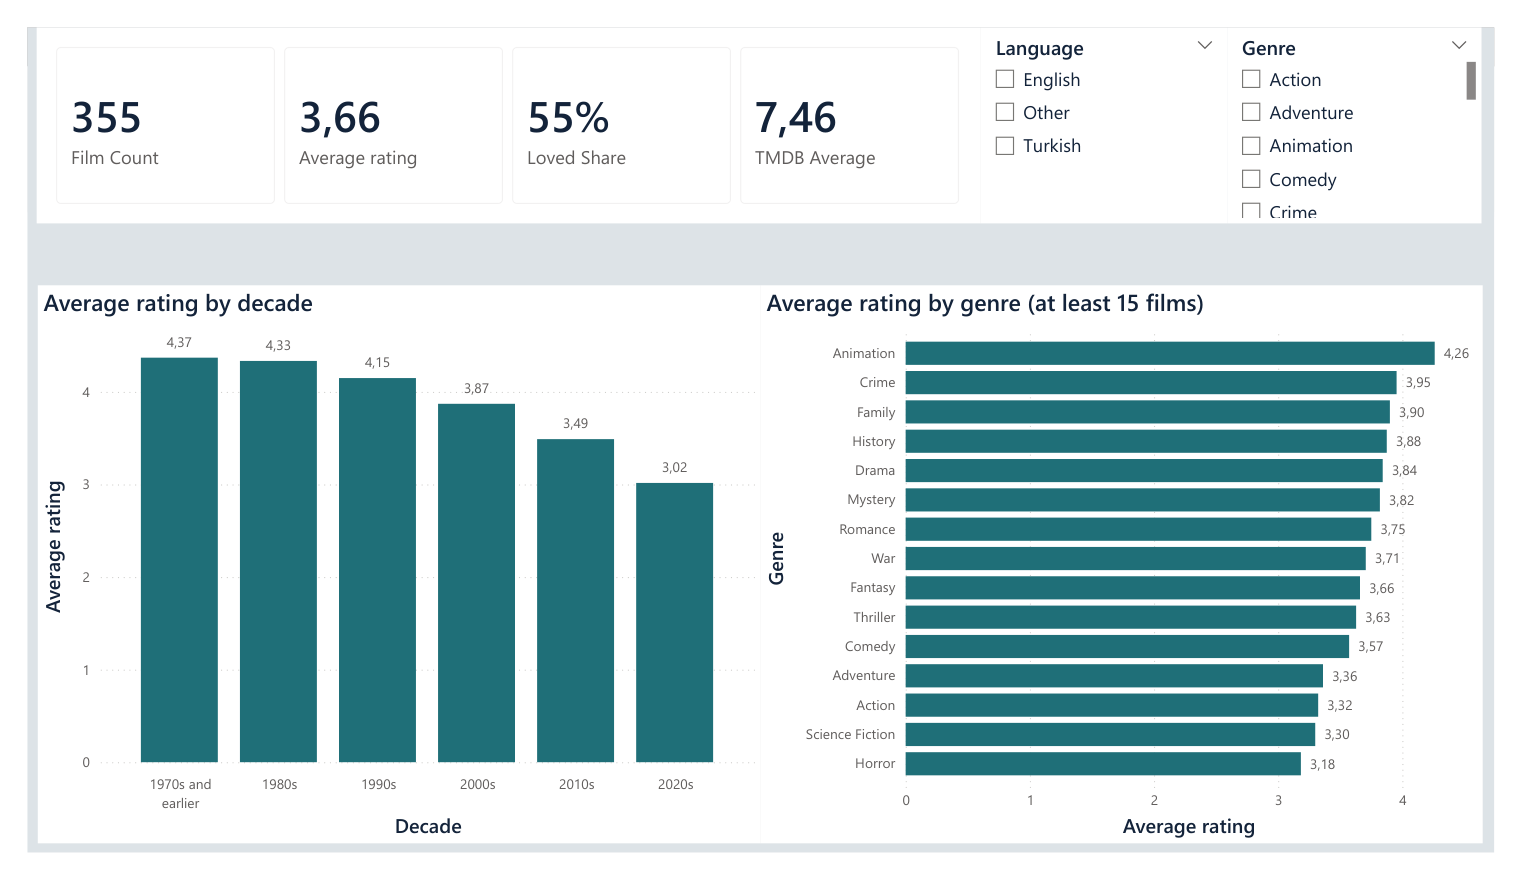 355
Film Count
3,66
Average rating
55%
Loved Share
7,46
TMDB Average
Language
English
Other
Turkish
Genre
Action
Adventure
Animation
Comedy
Crime
Average rating by decade
Average rating
4
3
2
1
0
4,37
4,33
4,15
3,87
3,49
3,02
1970s and
earlier
1980s
1990s
2000s
2010s
2020s
Decade
Average rating by genre (at least 15 films)
Genre
Animation 4,26
Crime 3,95
Family 3,90
History 3,88
Drama 3,84
Mystery 3,82
Romance 3,75
War 3,71
Fantasy 3,66
Thriller 3,63
Comedy 3,57
Adventure 3,36
Action 3,32
Science Fiction 3,30
Horror 3,18
0 1 2 3 4
Average rating